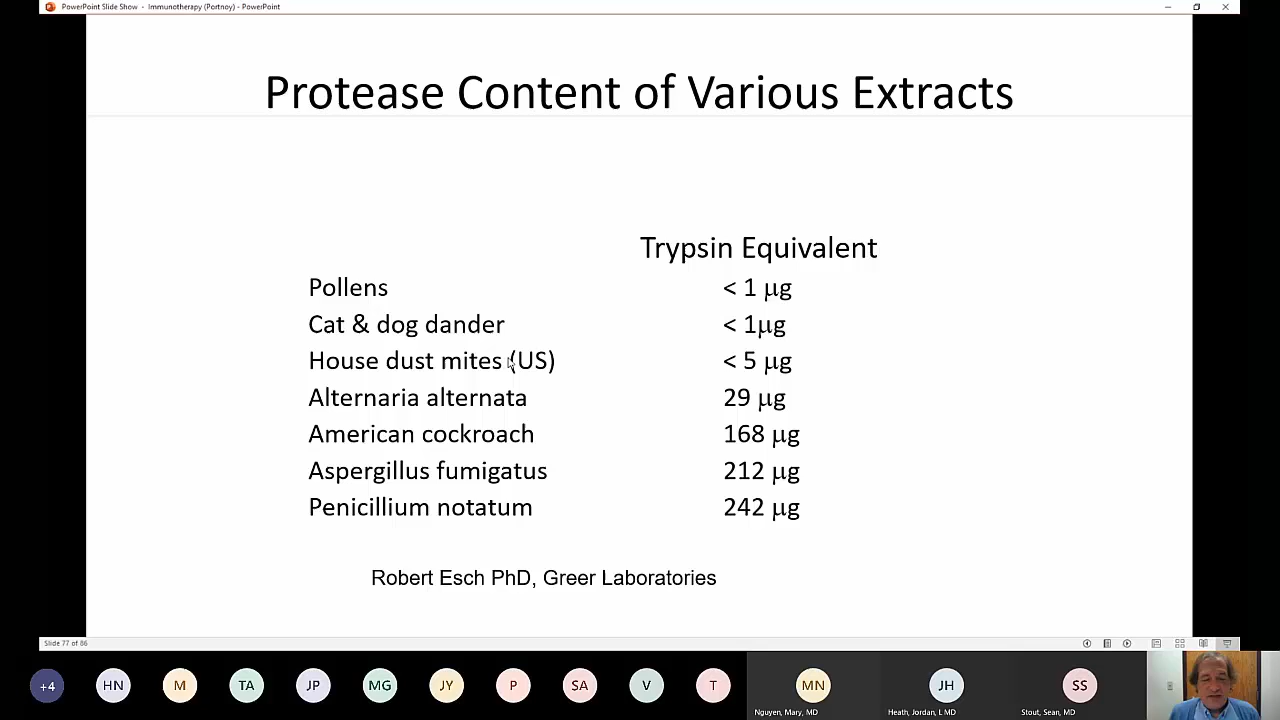 PowerPoint Slide Show - Immunotherapy (Portnoy) - PowerPoint
Protease Content of Various Extracts
Trypsin Equivalent
Pollens < 1 µg
Cat & dog dander < 1µg
House dust mites (US) < 5 µg
Alternaria alternata 29 µg
American cockroach 168 µg
Aspergillus fumigatus 212 µg
Penicillium notatum 242 µg
Robert Esch PhD, Greer Laboratories
Slide 77 of 86
+4 HN M TA JP MG JY P SA V T MN JH SS
Nguyen, Mary, MD Heath, Jordan, L MD Stout, Sean, MD